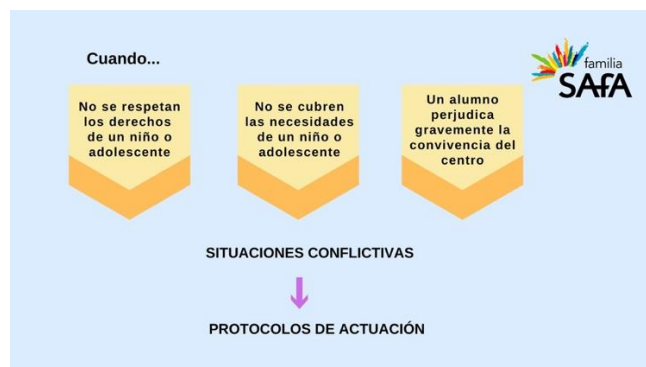 Cuando...
familia
SAFA
No se respetan
los derechos
de un niño o
adolescente
No se cubren
las necesidades
de un niño o
adolescente
Un alumno
perjudica
gravemente la
convivencia del
centro
SITUACIONES CONFLICTIVAS
PROTOCOLOS DE ACTUACIÓN